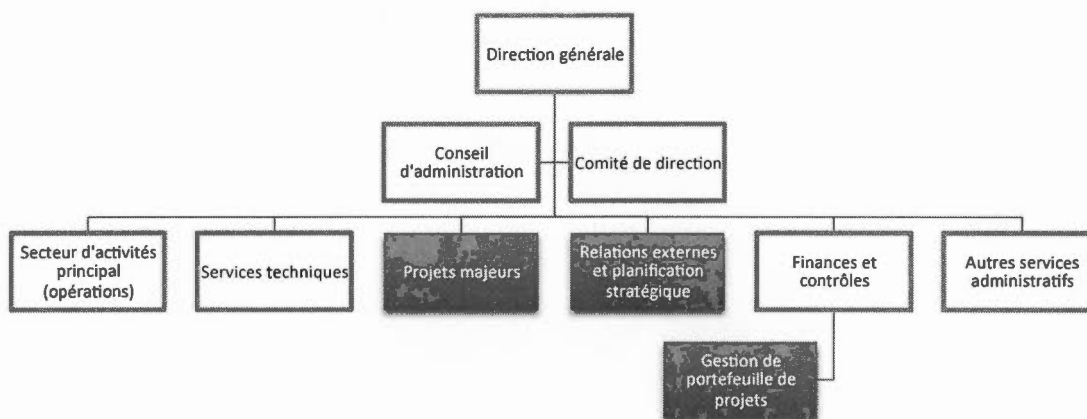 Direction générale
Conseil
d'administration
Comité de direction
Secteur d'activités
principal
(opérations)
Services techniques
Projets majeurs
Relations externes
et planification
stratégique
Finances et
contrôles
Autres services
administratifs
Gestion de
portefeuille de
projets